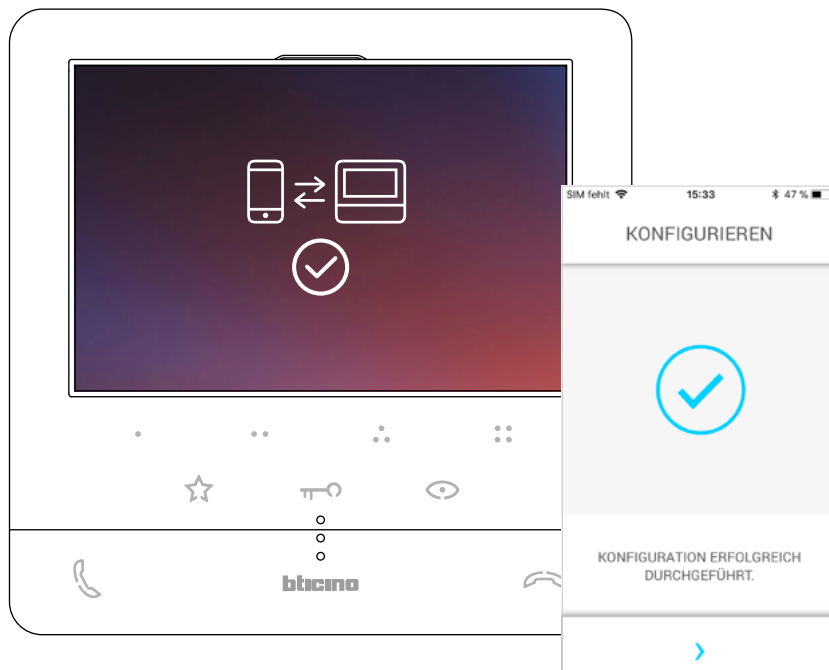 SIM fehlt 15:33 47 %
KONFIGURIEREN
KONFIGURATION ERFOLGREICH
DURCHGEFÜHRT.
bticino